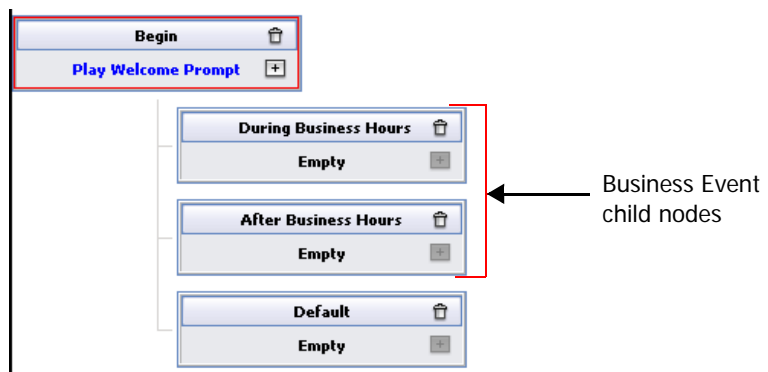 Begin
Play Welcome Prompt
During Business Hours
Empty
After Business Hours
Empty
Default
Empty
Business Event
child nodes